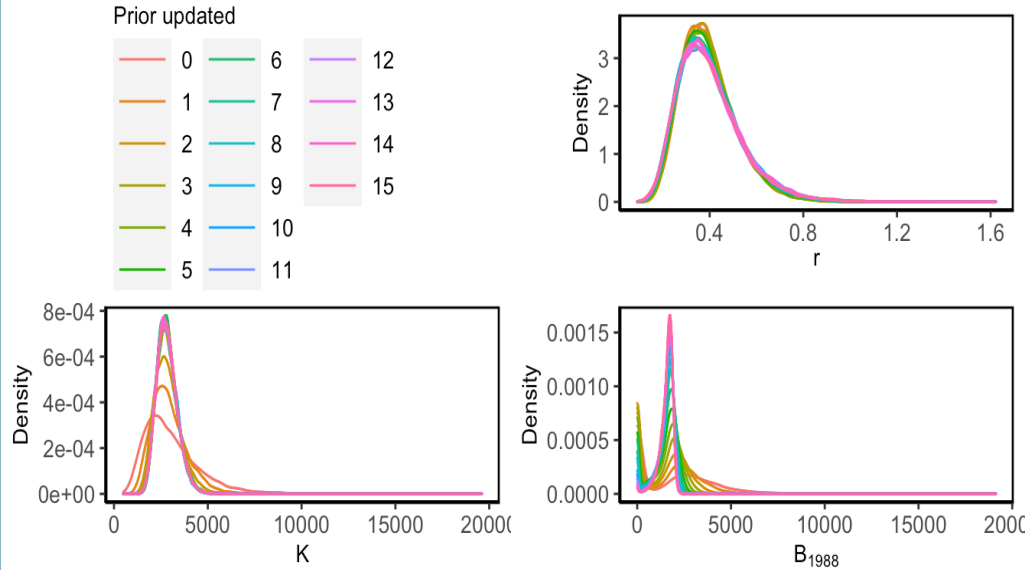 Prior updated
0 6 12
1 7 13
2 8 14
3 9 15
4 10
5 11
Density
3
2
1
0
0.4 0.8 1.2 1.6
r
Density
8e-04
6e-04
4e-04
2e-04
0e+00
0 5000 10000 15000 2000
K
Density
0.0015
0.0010
0.0005
0.0000
0 5000 10000 15000 2000
B₁₉₈₈